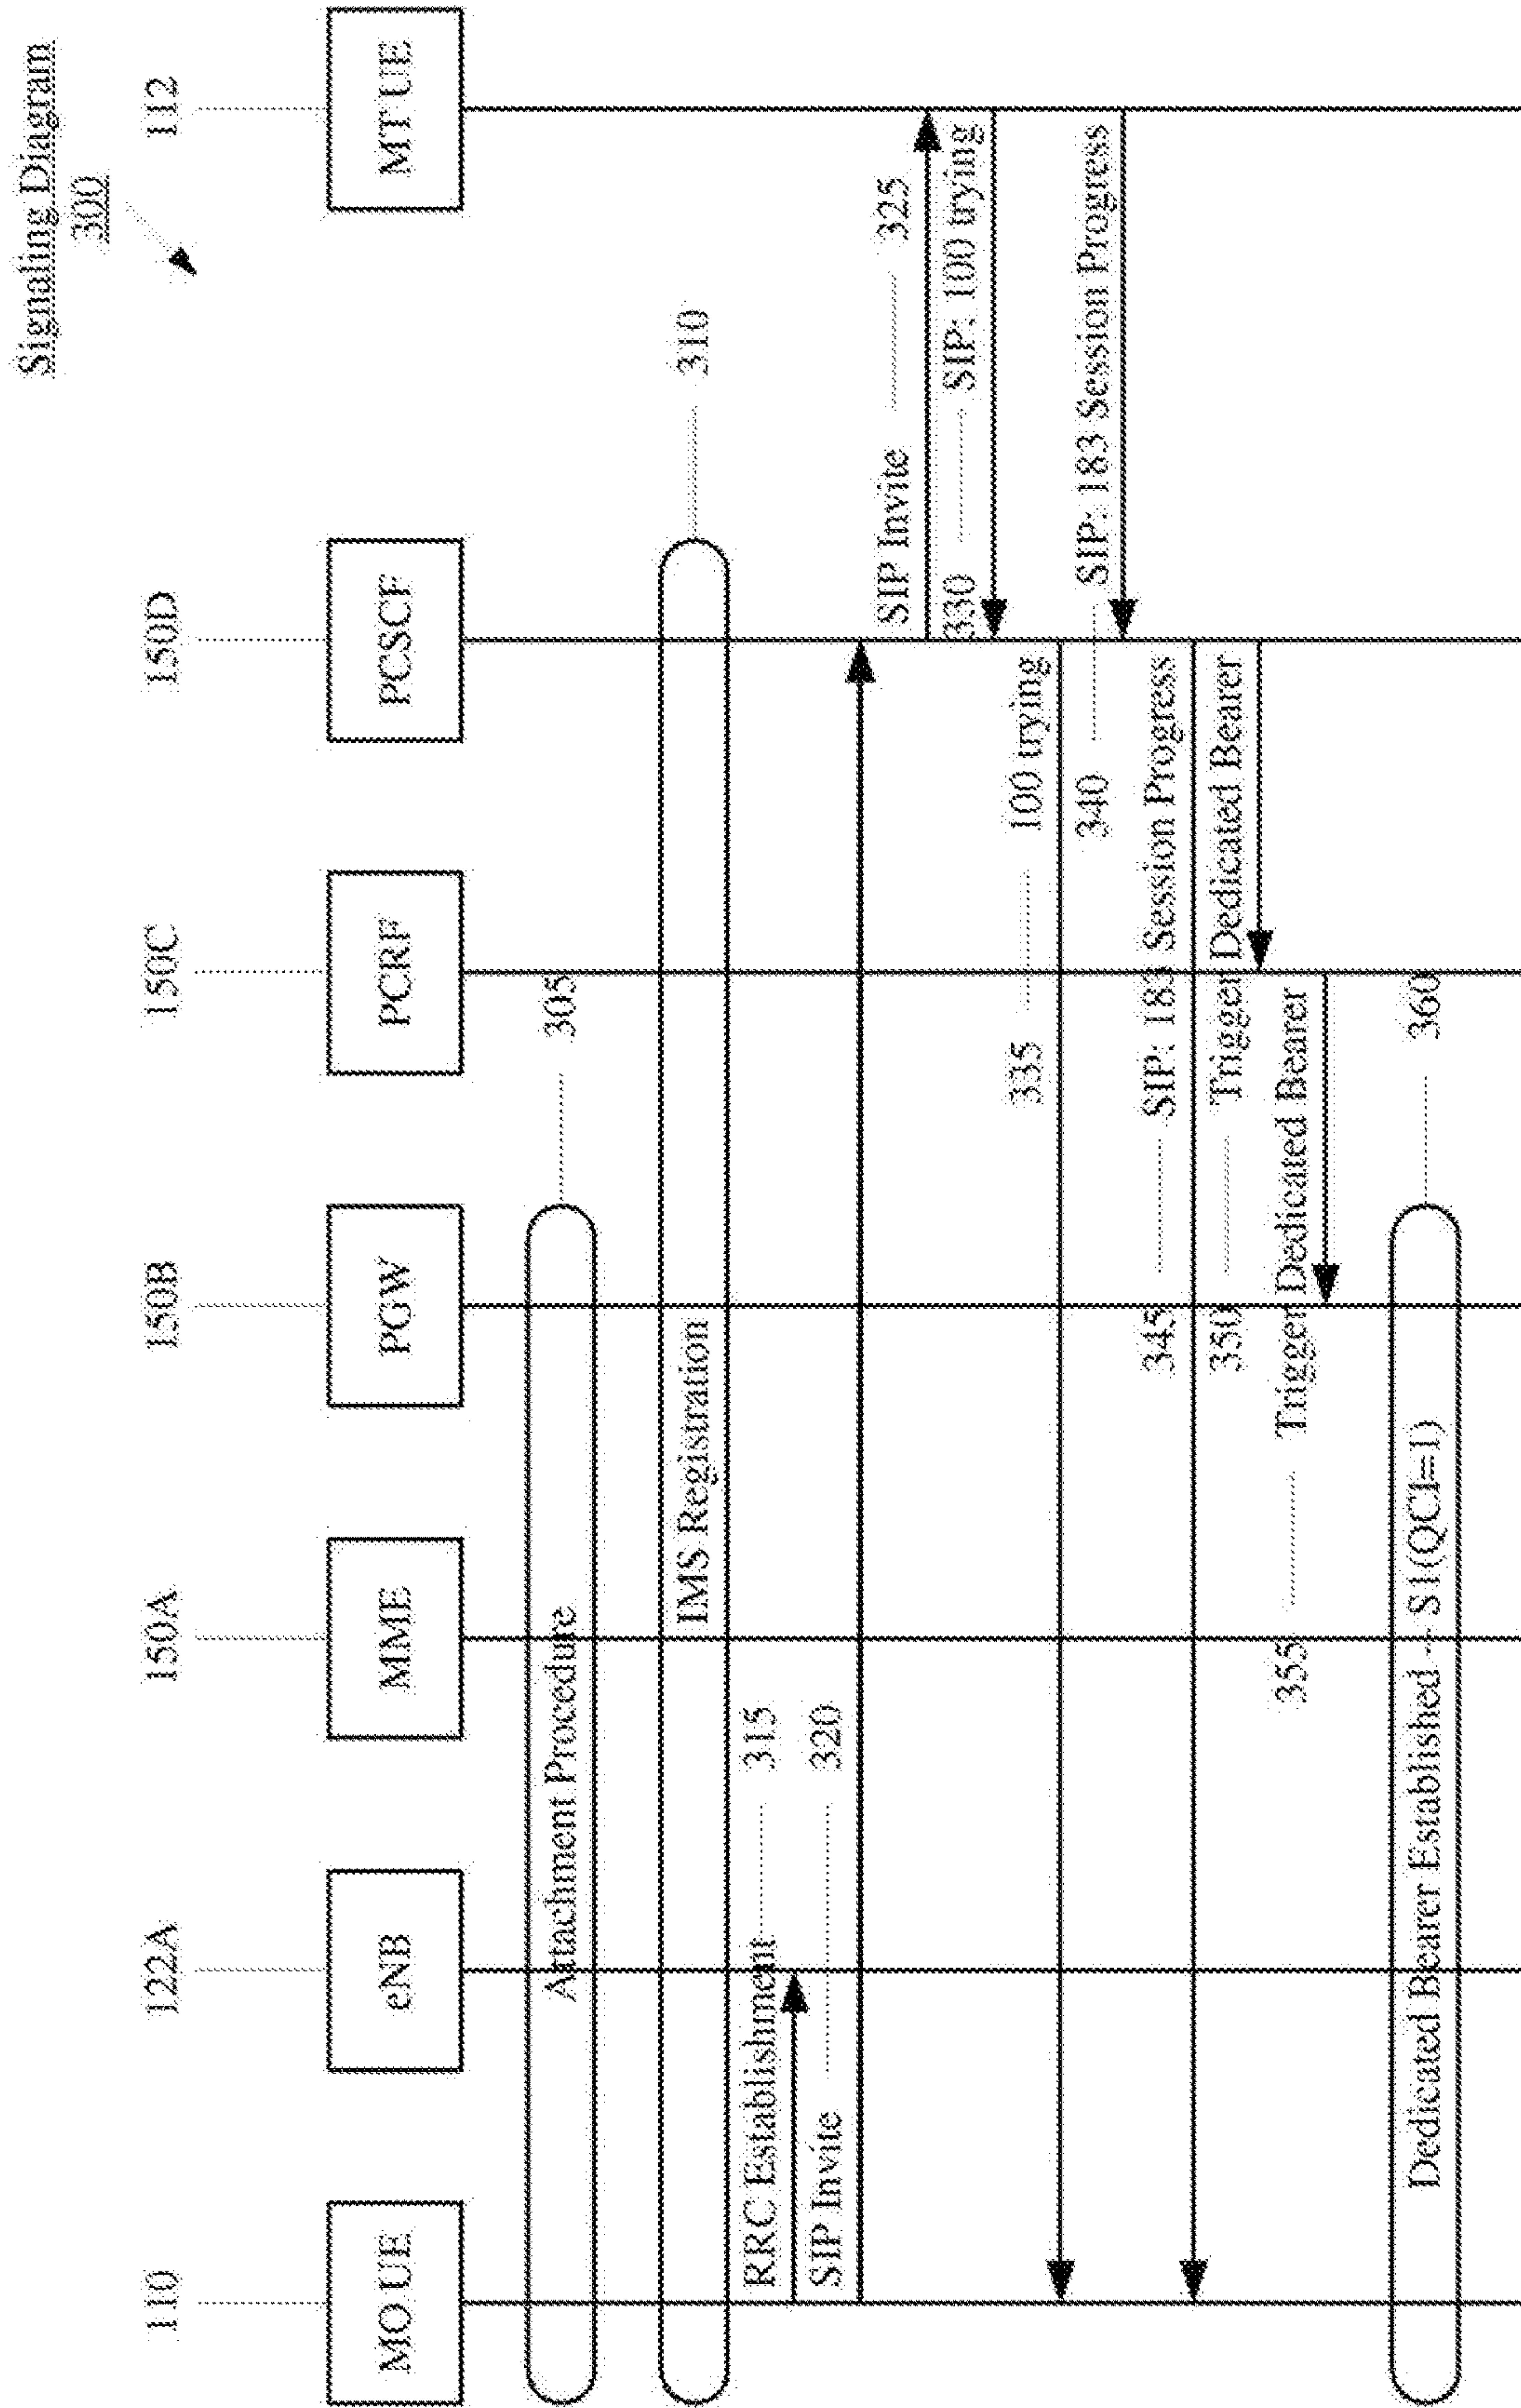 Signaling Diagram
300
110
122A
150A
150B
150C
150D
112
MO UE
eNB
MME
PGW
PCRF
PCSCF
MT UE
Attachment Procedure
305
IMS Registration
310
RRC Establishment
315
SIP Invite
320
SIP Invite
325
330
SIP: 100 trying
335
100 trying
340
SIP: 183 Session Progress
345
SIP: 183 Session Progress
350
Trigger Dedicated Bearer
355
Trigger Dedicated Bearer
Dedicated Bearer Established -- S1(QCI=1)
360